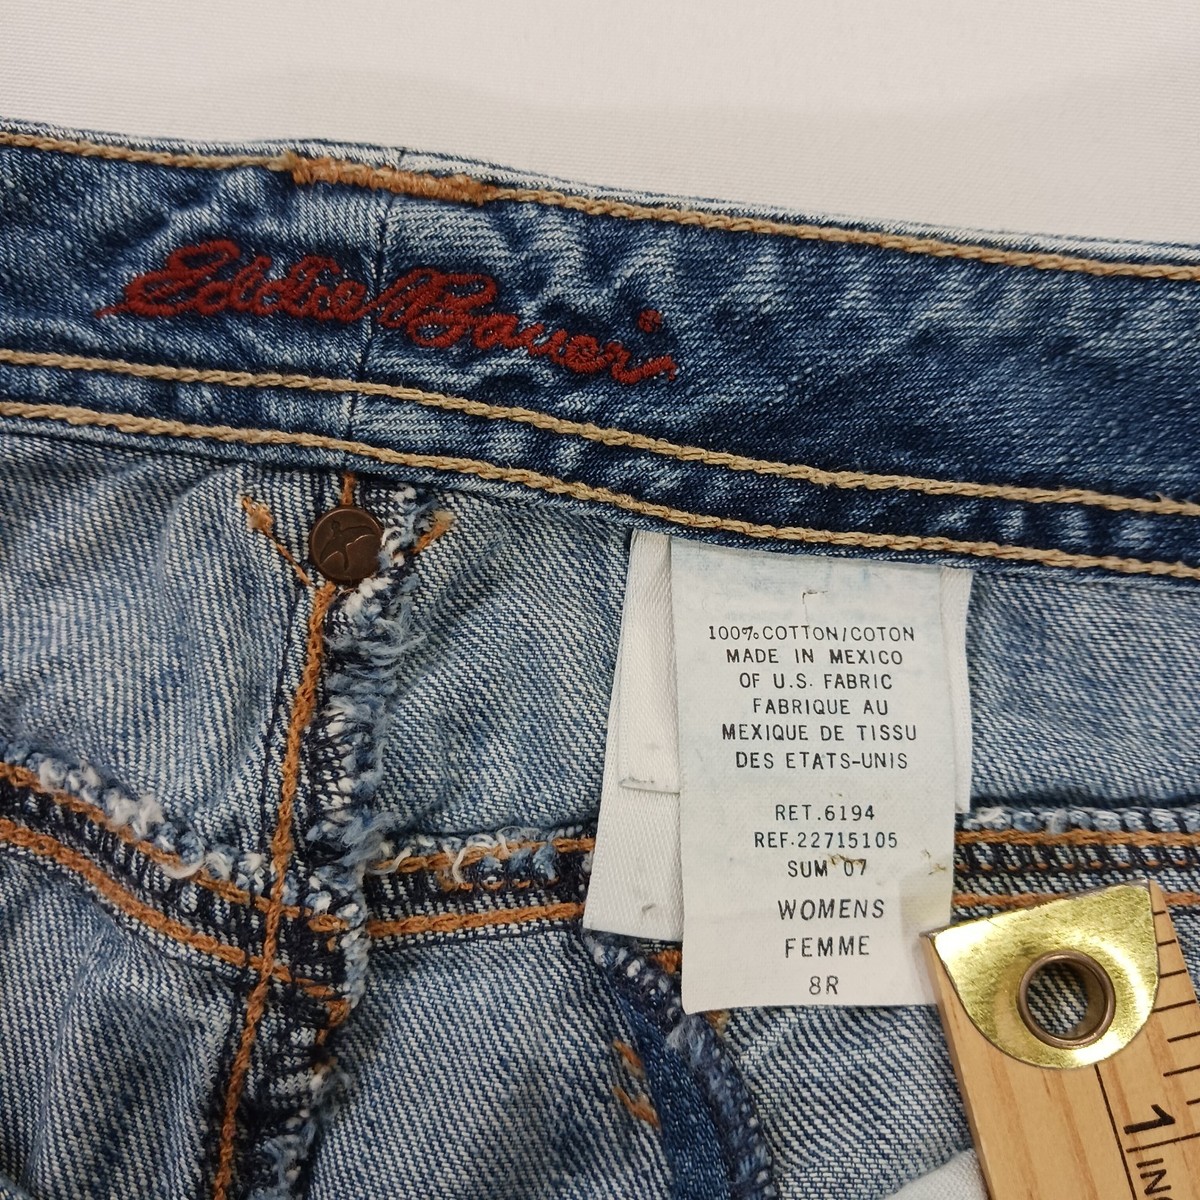 Eddie Bauer
100% COTTON/COTON
MADE IN MEXICO
OF U.S. FABRIC
FABRIQUE AU
MEXIQUE DE TISSU
DES ETATS-UNIS
RET.6194
REF.22715105
SUM '07
WOMENS
FEMME
8R
1 IN